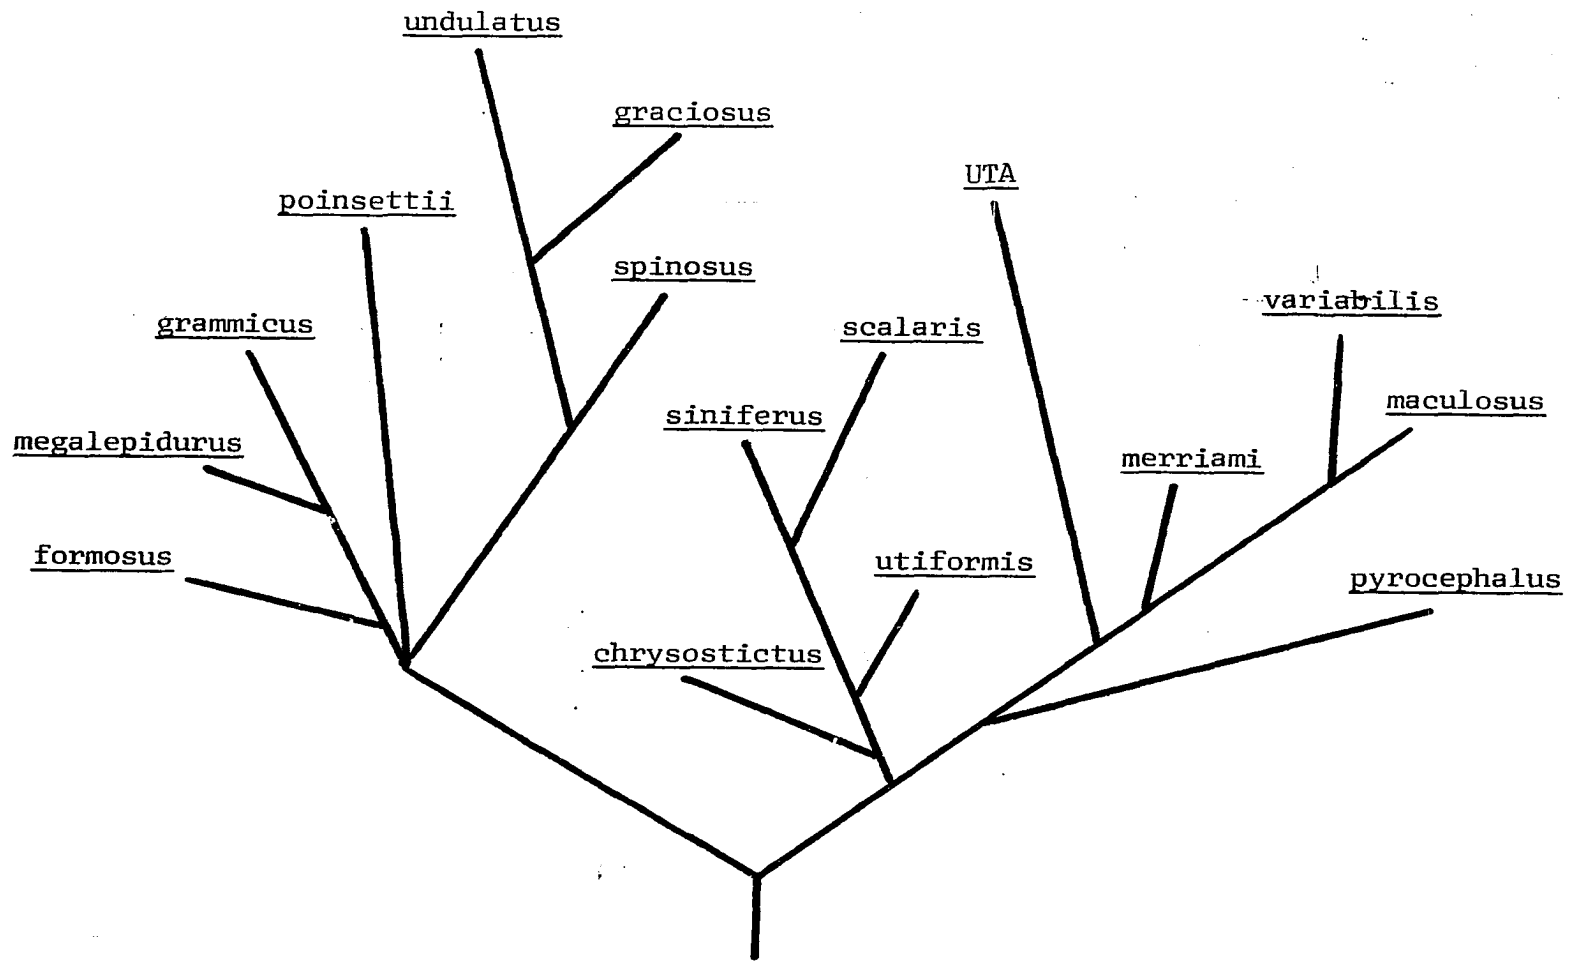 undulatus
graciosus
UTA
poinsettii
spinosus
variabilis
grammicus
scalaris
maculosus
siniferus
megalepidurus
merriami
formosus
utiformis
pyrocephalus
chrysostictus